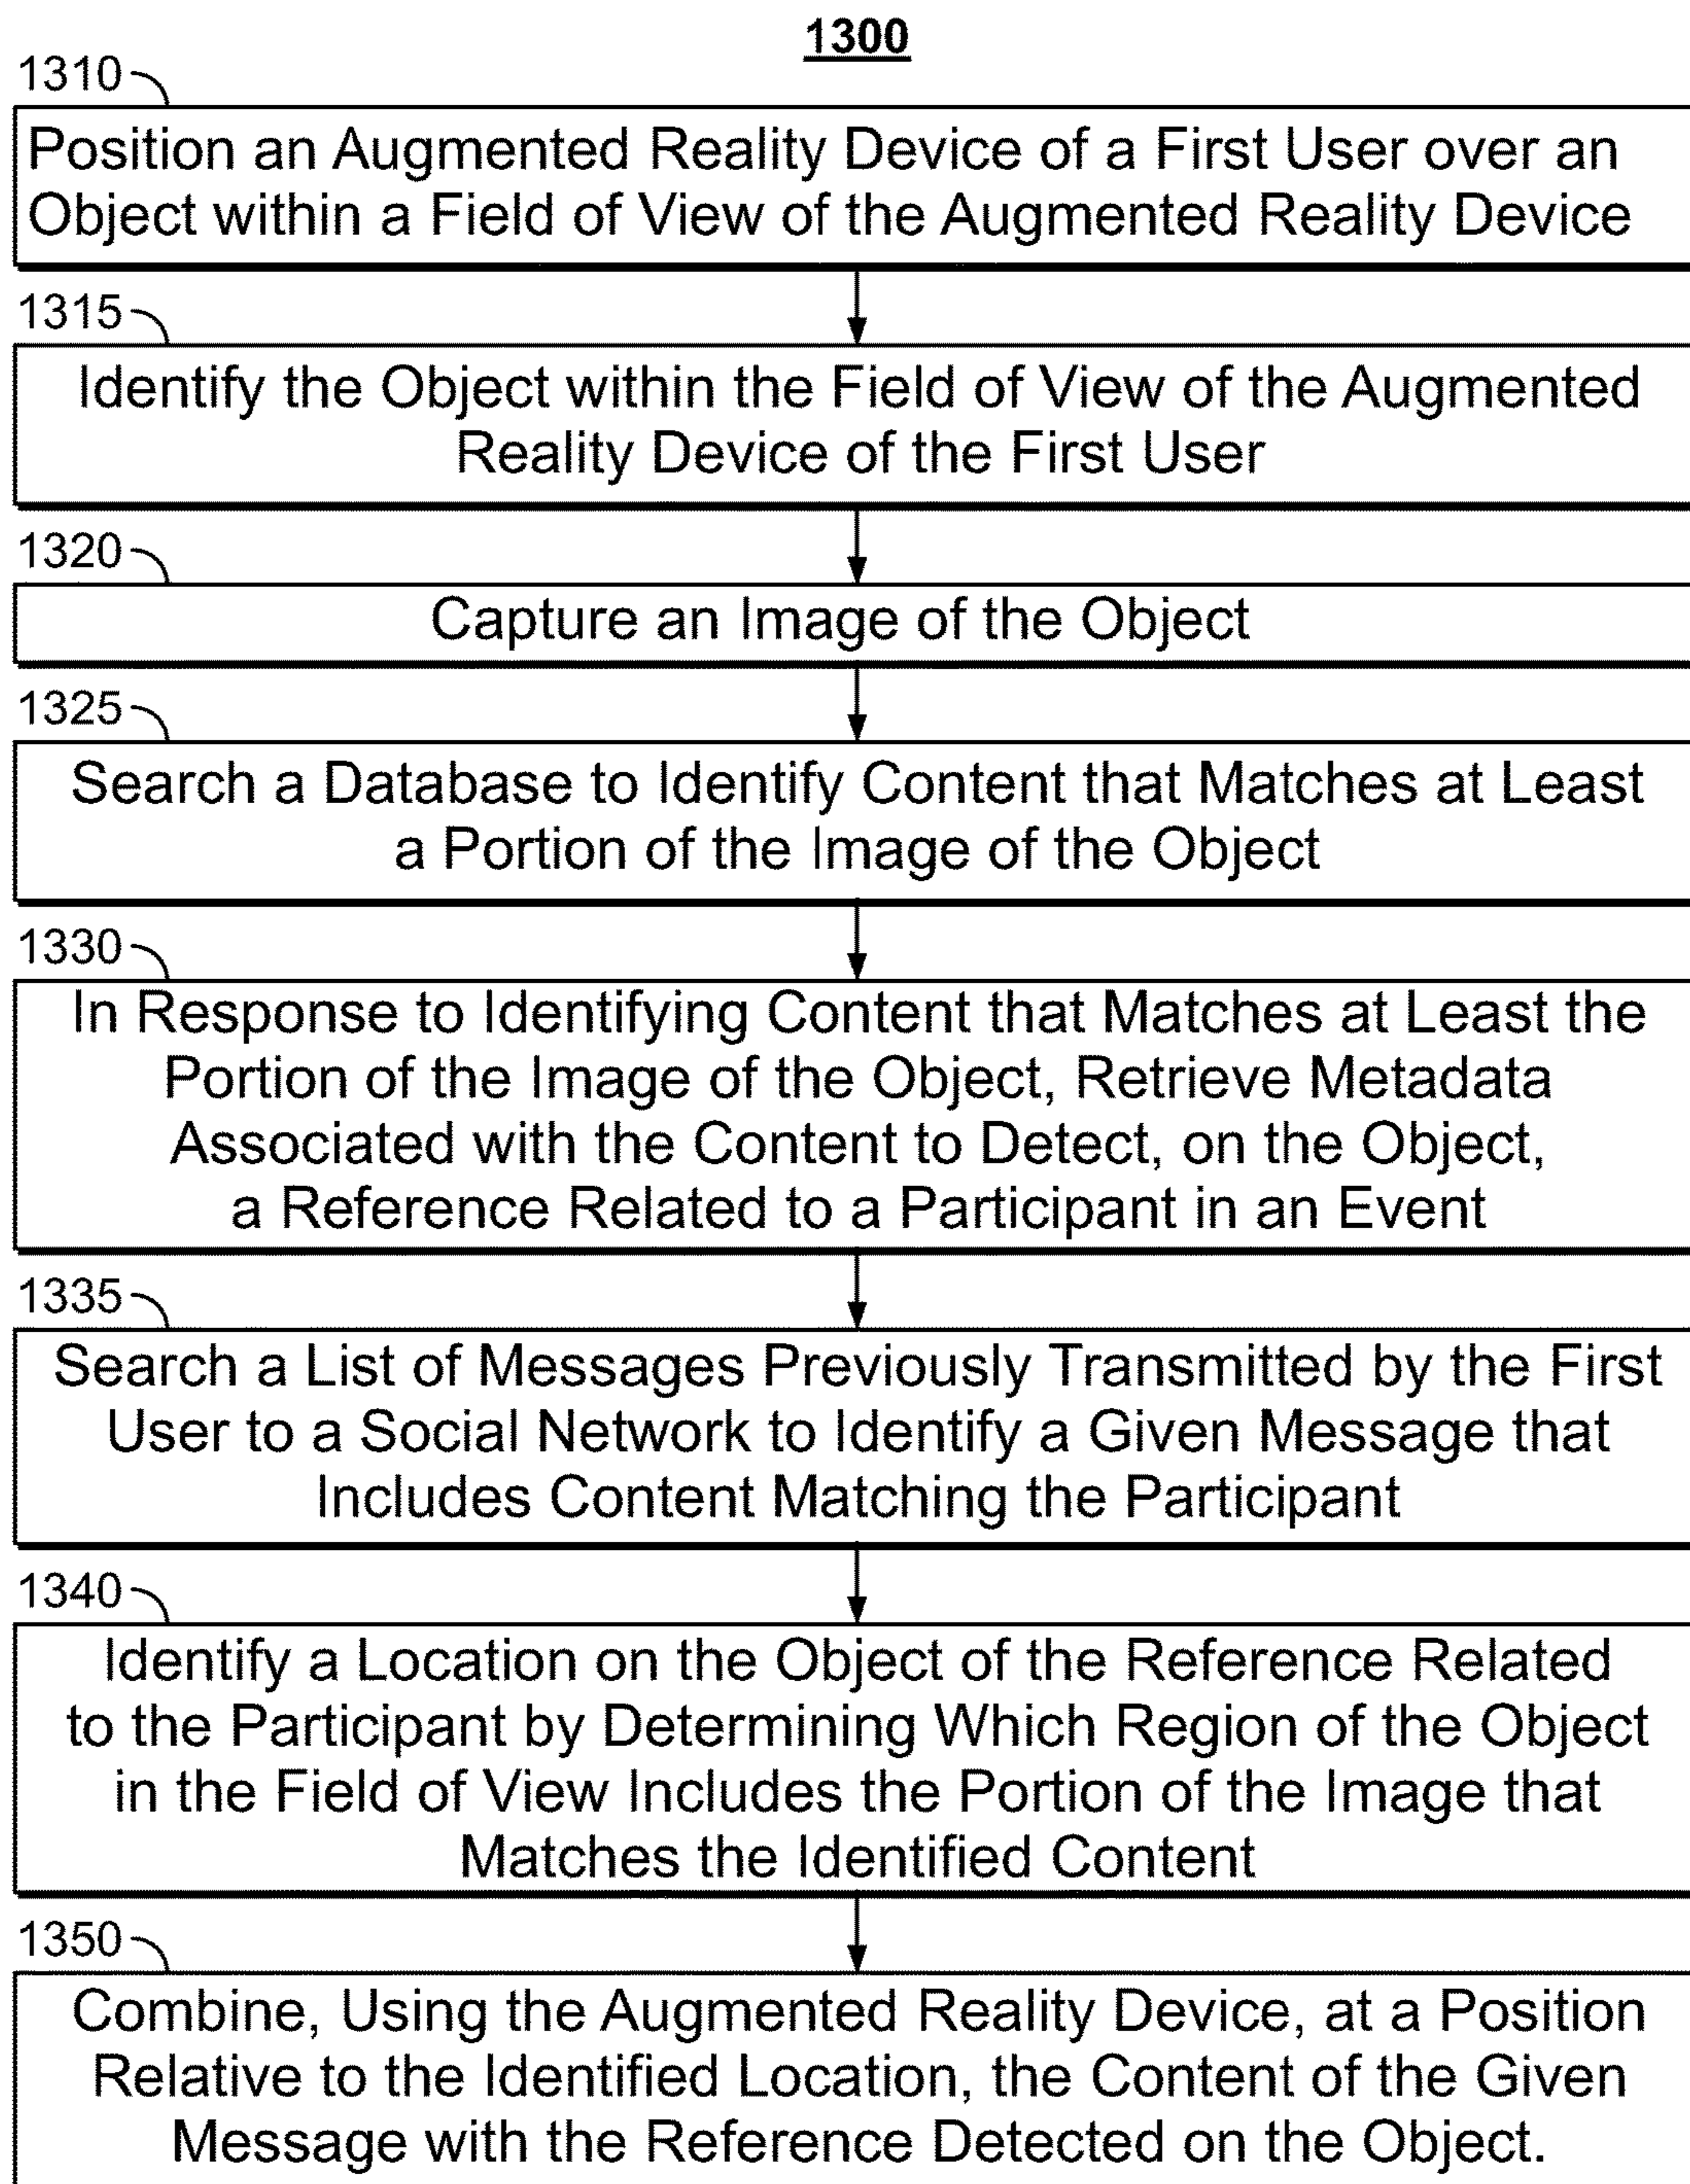 1300
1310
Position an Augmented Reality Device of a First User over an
Object within a Field of View of the Augmented Reality Device
1315
Identify the Object within the Field of View of the Augmented
Reality Device of the First User
1320
Capture an Image of the Object
1325
Search a Database to Identify Content that Matches at Least
a Portion of the Image of the Object
1330
In Response to Identifying Content that Matches at Least the
Portion of the Image of the Object, Retrieve Metadata
Associated with the Content to Detect, on the Object,
a Reference Related to a Participant in an Event
1335
Search a List of Messages Previously Transmitted by the First
User to a Social Network to Identify a Given Message that
Includes Content Matching the Participant
1340
Identify a Location on the Object of the Reference Related
to the Participant by Determining Which Region of the Object
in the Field of View Includes the Portion of the Image that
Matches the Identified Content
1350
Combine, Using the Augmented Reality Device, at a Position
Relative to the Identified Location, the Content of the Given
Message with the Reference Detected on the Object.